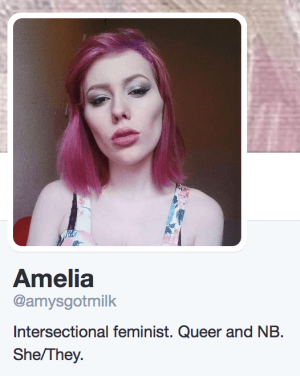 Amelia
@amysgotmilk
Intersectional feminist. Queer and NB.
She/They.